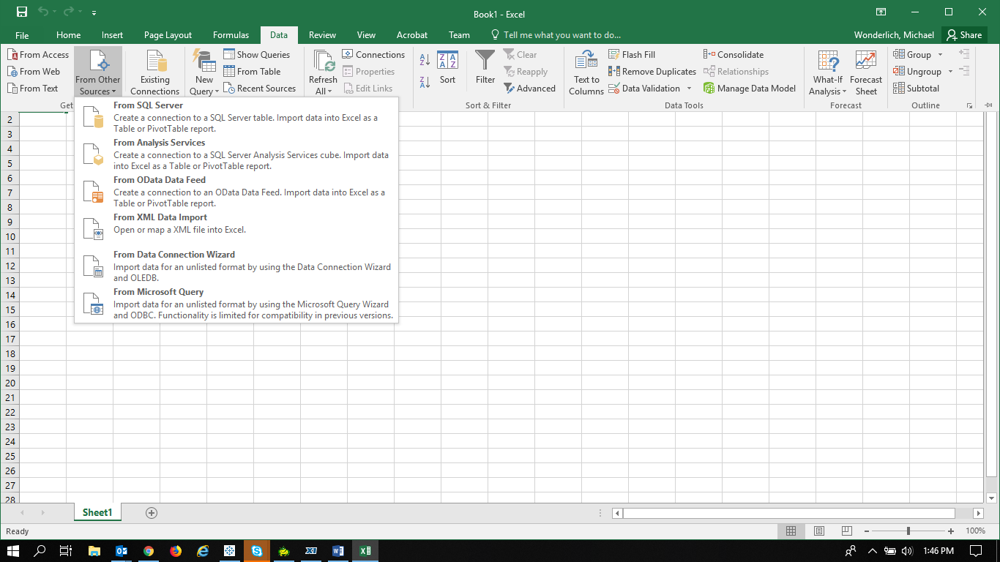 Book1 - Excel
File Home Insert Page Layout Formulas Data Review View Acrobat Team Tell me what you want to do... Wonderlich, Michael Share
From Access
From Web
From Text
From Other
Sources
Existing
Connections
New
Query
Show Queries
From Table
Recent Sources
Refresh
All
Connections
Properties
Edit Links
Sort
Filter
Clear
Reapply
Advanced
Text to
Columns
Flash Fill
Remove Duplicates
Data Validation
Consolidate
Relationships
Manage Data Model
What-If
Analysis
Forecast
Sheet
Group
Ungroup
Subtotal
Get
Sort & Filter
Data Tools
Forecast
Outline
From SQL Server
Create a connection to a SQL Server table. Import data into Excel as a
Table or PivotTable report.
From Analysis Services
Create a connection to a SQL Server Analysis Services cube. Import data
into Excel as a Table or PivotTable report.
From OData Data Feed
Create a connection to an OData Data Feed. Import data into Excel as a
Table or PivotTable report.
From XML Data Import
Open or map a XML file into Excel.
From Data Connection Wizard
Import data for an unlisted format by using the Data Connection Wizard
and OLEDB.
From Microsoft Query
Import data for an unlisted format by using the Microsoft Query Wizard
and ODBC. Functionality is limited for compatibility in previous versions.
2
3
4
5
6
7
8
9
10
11
12
13
14
15
16
17
18
19
20
21
22
23
24
25
26
27
28
Sheet1
Ready
100%
1:46 PM